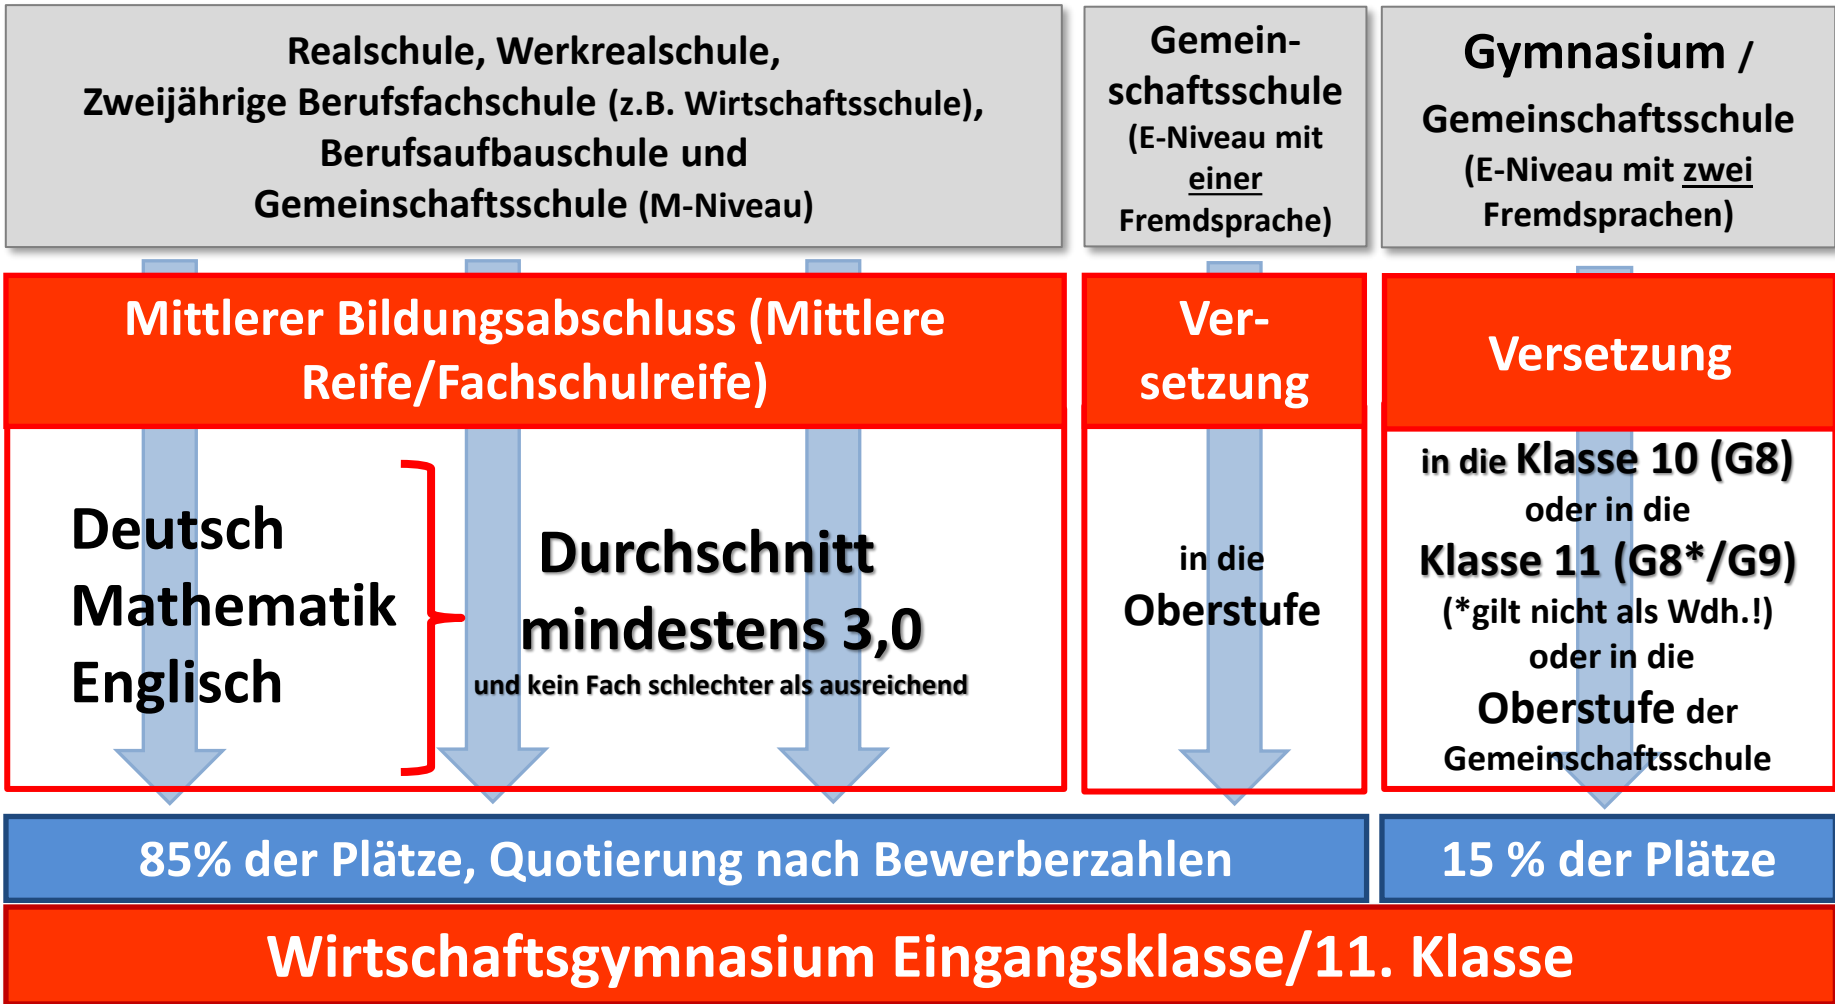 Realschule, Werkrealschule,
Zweijährige Berufsfachschule (z.B. Wirtschaftsschule),
Berufsaufbauschule und
Gemeinschaftsschule (M-Niveau)
Gemein-
schaftsschule
(E-Niveau mit
einer
Fremdsprache)
Gymnasium /
Gemeinschaftsschule
(E-Niveau mit zwei
Fremdsprachen)
Mittlerer Bildungsabschluss (Mittlere
Reife/Fachschulreife)
Ver-
setzung
Versetzung
Deutsch
Mathematik
Englisch
Durchschnitt
mindestens 3,0
und kein Fach schlechter als ausreichend
in die
Oberstufe
in die Klasse 10 (G8)
oder in die
Klasse 11 (G8*/G9)
(*gilt nicht als Wdh.!)
oder in die
Oberstufe der
Gemeinschaftsschule
85% der Plätze, Quotierung nach Bewerberzahlen
15 % der Plätze
Wirtschaftsgymnasium Eingangsklasse/11. Klasse